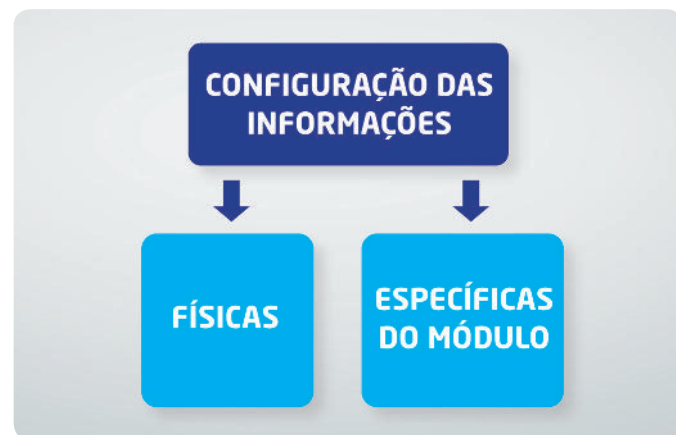 CONFIGURAÇÃO DAS
INFORMAÇÕES
FÍSICAS
ESPECÍFICAS
DO MÓDULO